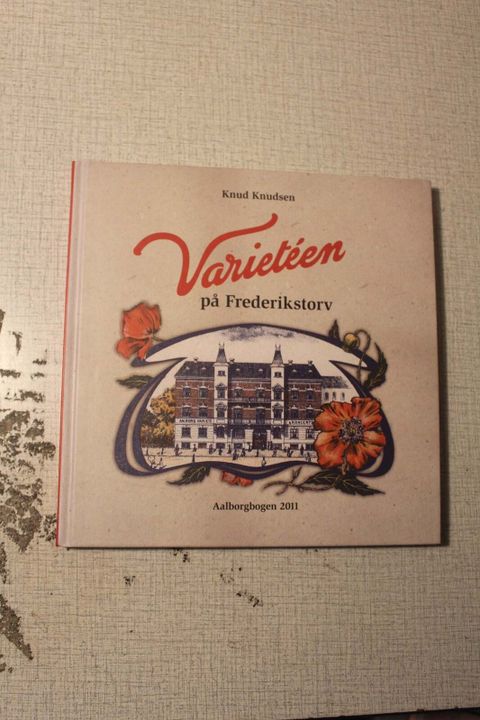 Knud Knudsen
Varietéen
på Frederikstorv
Aalborgbogen 2011